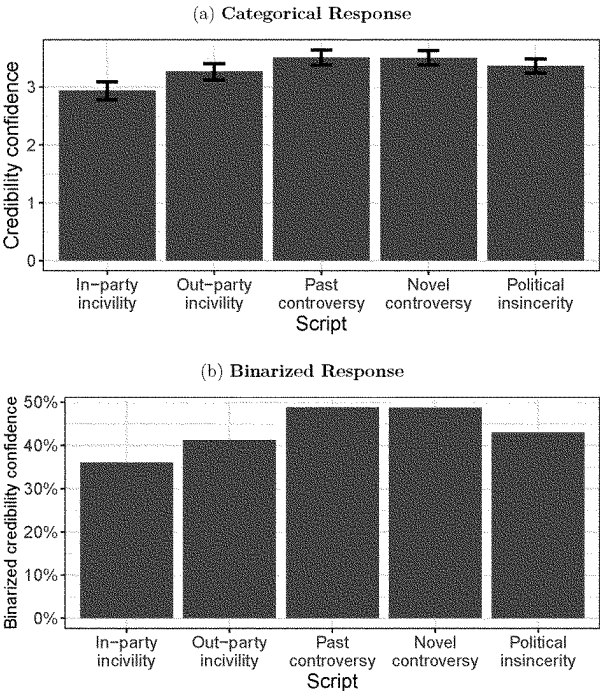 (a) Categorical Response
Credibility confidence
3
2
1
0
In-party
incivility
Out-party
incivility
Past
controversy
Novel
controversy
Political
insincerity
Script
(b) Binarized Response
Binarized credibility confidence
50%
40%
30%
20%
10%
0%
In-party
incivility
Out-party
incivility
Past
controversy
Novel
controversy
Political
insincerity
Script